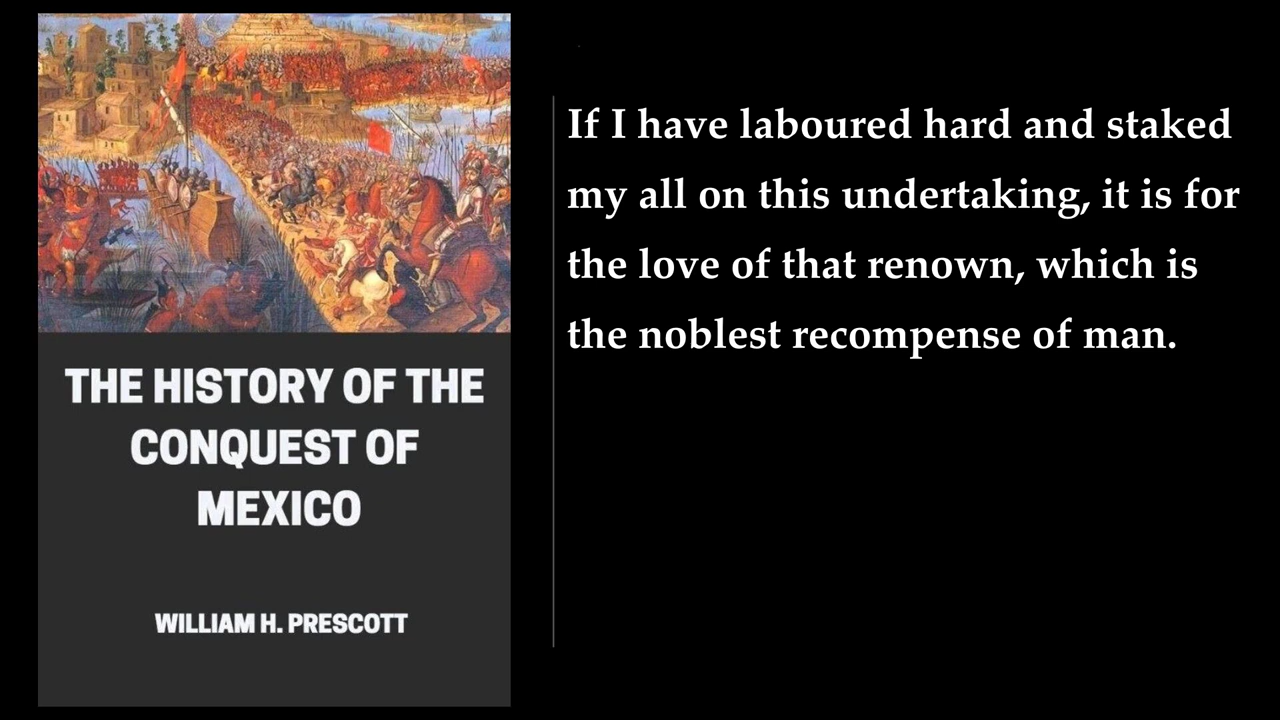 THE HISTORY OF THE
CONQUEST OF
MEXICO
WILLIAM H. PRESCOTT
If I have laboured hard and staked
my all on this undertaking, it is for
the love of that renown, which is
the noblest recompense of man.